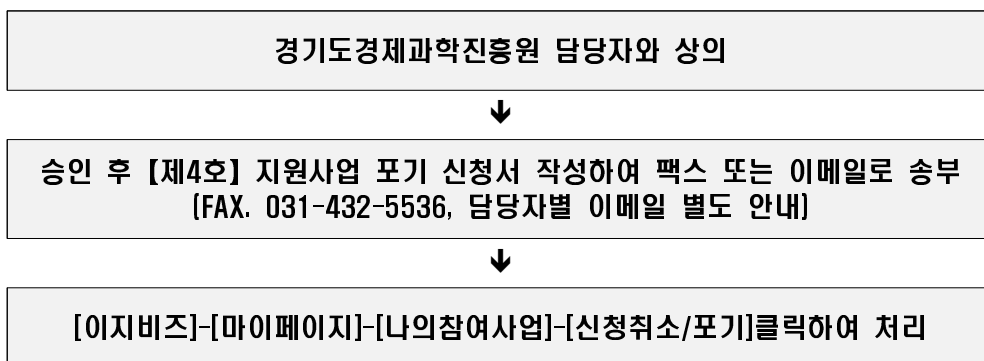 경기도경제과학진흥원 담당자와 상의
승인 후 【제4호】 지원사업 포기 신청서 작성하여 팩스 또는 이메일로 송부
(FAX. 031-432-5536, 담당자별 이메일 별도 안내)
[이지비즈]-[마이페이지]-[나의참여사업]-[신청취소/포기]클릭하여 처리